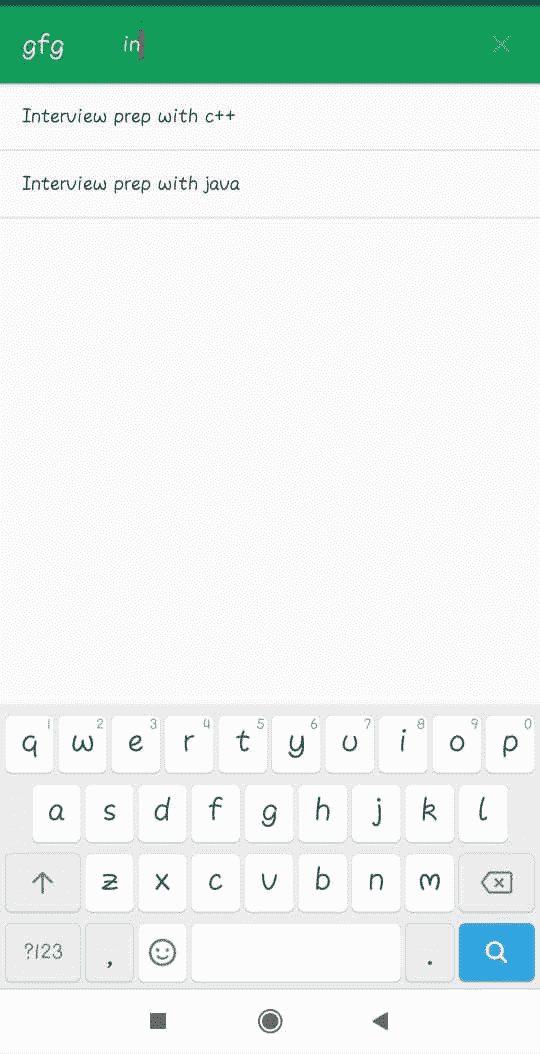 gfg in
Interview prep with c++
Interview prep with java
1 2 3 4 5 6 7 8 9 0
q w e r t y u i o p
a s d f g h j k l
z x c v b n m
?123 , .